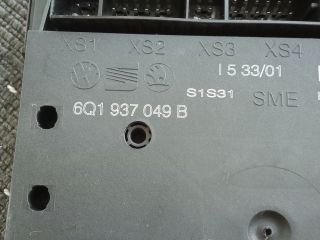 XS1 XS2 XS3 XS4
I 5 33/01
S1S31 SME
6Q1 937 049 B